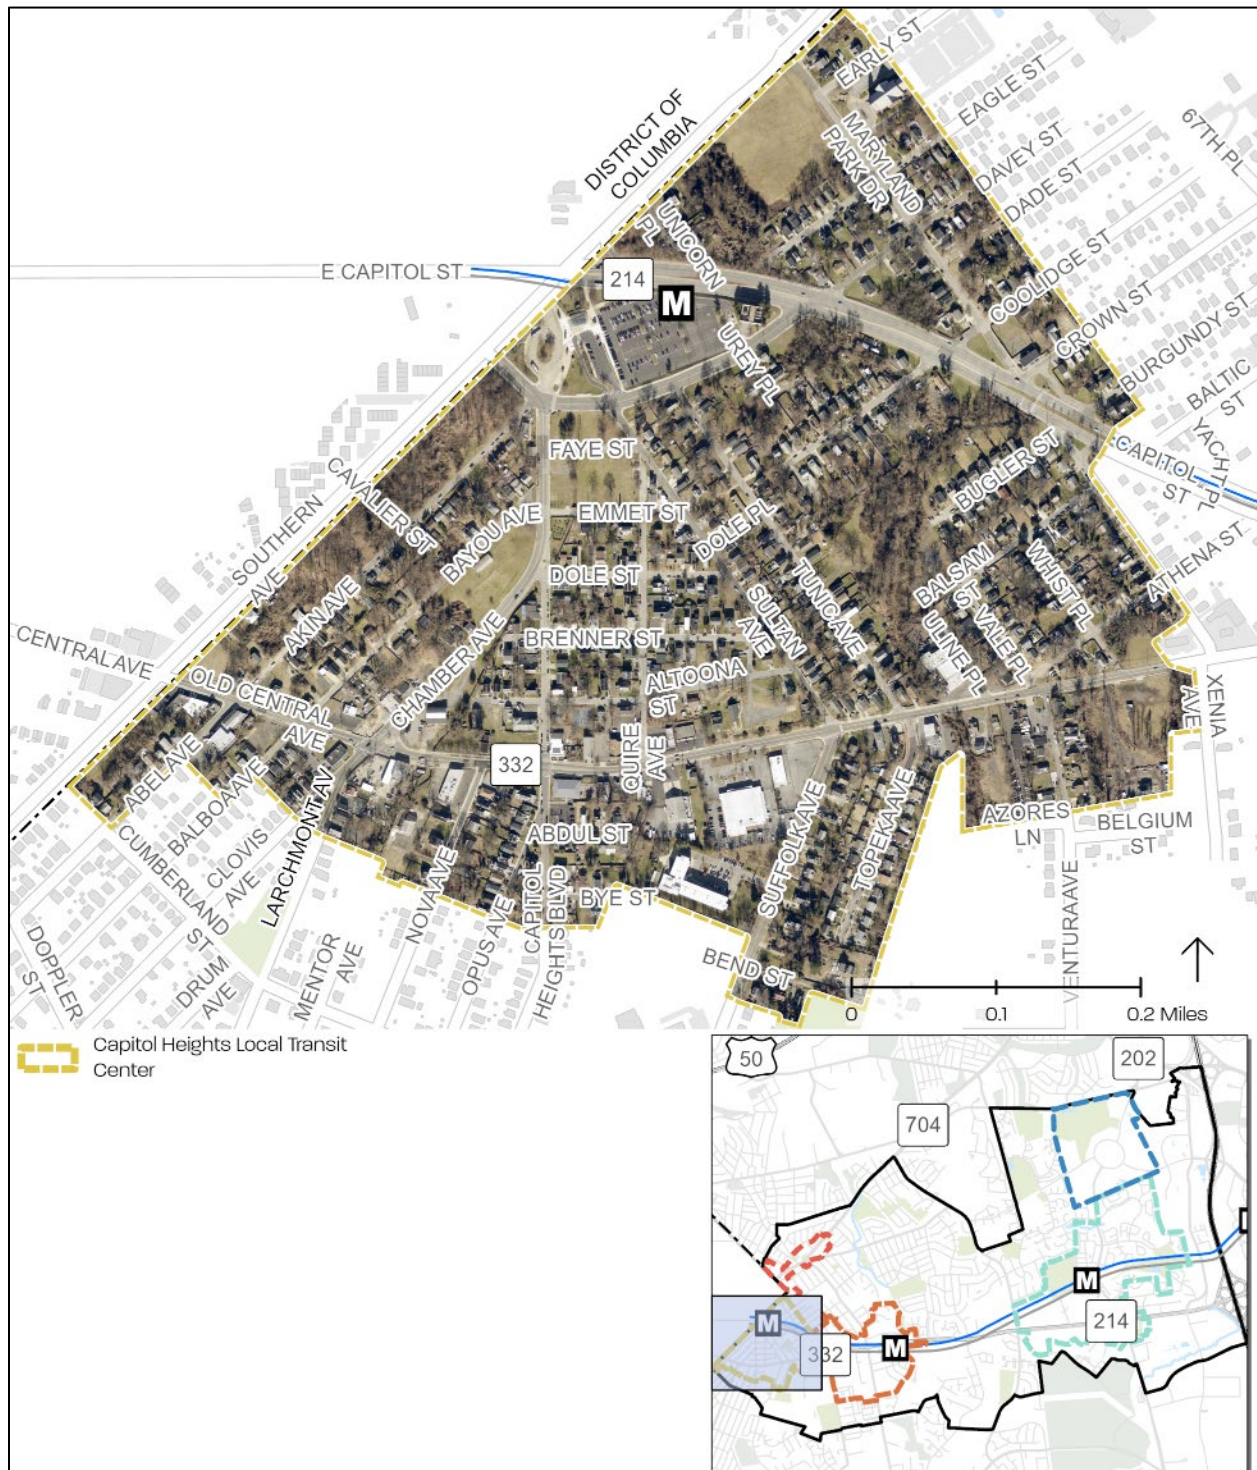 EARLY ST
EAGLE ST
67TH PL
DISTRICT OF
COLUMBIA
MARYLAND
PARK DR
DAVEY ST
DADE ST
UNICORN
PL
E CAPITOL ST
214
M
COOLIDGE ST
CROWN ST
BURGUNDY ST
UREY PL
BALTIC
ST
YACHT PL
CAPITOL
ST
FAYE ST
BUGLER ST
CAVALIER ST
SOUTHERN
AVE
BAYOU AVE
EMMET ST
DOLE PL
ATHENA ST
DOLE ST
TUNIC AVE
BALSAM
ST
WHIST PL
VALE PL
ULINE PL
AKIN AVE
SULTAN
AVE
CENTRAL AVE
BRENNER ST
CHAMBER AVE
ALTOONA
ST
OLD CENTRAL
AVE
XENIA
AVE
332
QUIRE
AVE
ABEL AVE
BALBOA AVE
LARCHMONT AV
CLOVIS
AVE
CUMBERLAND
ST
ABDUL ST
SUFFOLK AVE
TOPEKA AVE
AZORES
LN
BELGIUM
ST
NOVA AVE
CAPITOL
HEIGHTS BLVD
BYE ST
OPUS AVE
DOPPLER
ST
DRUM
AVE
MENTOR
AVE
BEND ST
VENTURA AVE
0 0.1 0.2 Miles
Capitol Heights Local Transit
Center
50
202
704
M
M
M
214
332